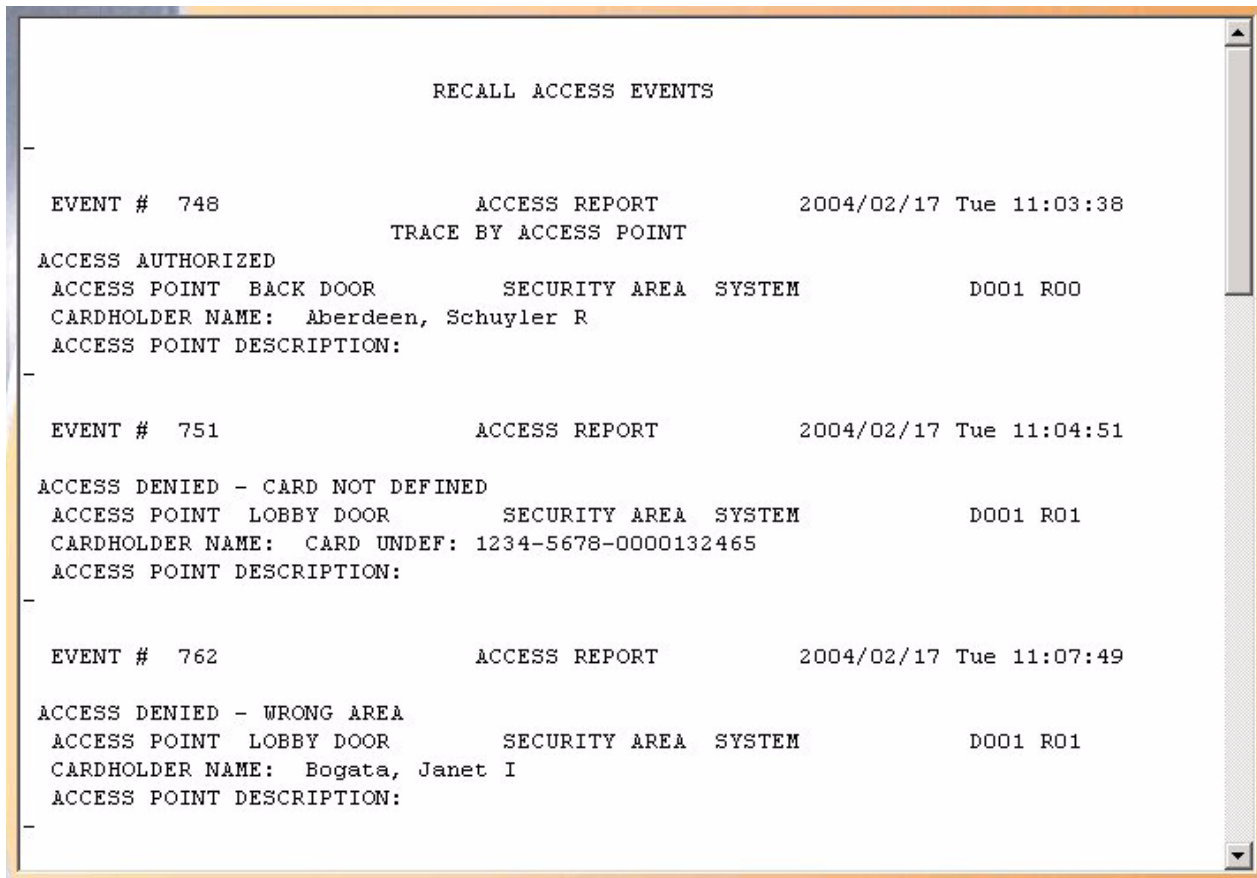 RECALL ACCESS EVENTS
EVENT # 748 ACCESS REPORT 2004/02/17 Tue 11:03:38
TRACE BY ACCESS POINT
ACCESS AUTHORIZED
ACCESS POINT BACK DOOR SECURITY AREA SYSTEM D001 R00
CARDHOLDER NAME: Aberdeen, Schuyler R
ACCESS POINT DESCRIPTION:
EVENT # 751 ACCESS REPORT 2004/02/17 Tue 11:04:51
ACCESS DENIED - CARD NOT DEFINED
ACCESS POINT LOBBY DOOR SECURITY AREA SYSTEM D001 R01
CARDHOLDER NAME: CARD UNDEF: 1234-5678-0000132465
ACCESS POINT DESCRIPTION:
EVENT # 762 ACCESS REPORT 2004/02/17 Tue 11:07:49
ACCESS DENIED - WRONG AREA
ACCESS POINT LOBBY DOOR SECURITY AREA SYSTEM D001 R01
CARDHOLDER NAME: Bogata, Janet I
ACCESS POINT DESCRIPTION: